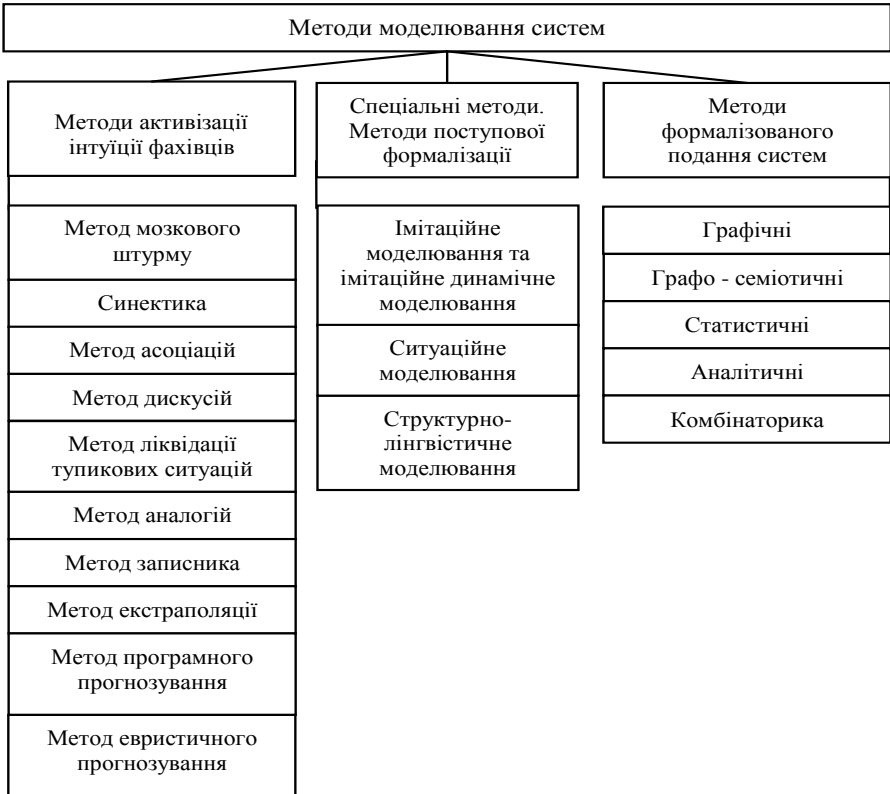 Методи моделювання систем
Методи активізації
інтуїції фахівців
Метод мозкового
штурму
Синектика
Метод асоціацій
Метод дискусій
Метод ліквідації
тупикових ситуацій
Метод аналогій
Метод записника
Метод екстраполяції
Метод програмного
прогнозування
Метод евристичного
прогнозування
Спеціальні методи.
Методи поступової
формалізації
Імітаційне
моделювання та
імітаційне динамічне
моделювання
Ситуаційне
моделювання
Структурно-
лінгвістичне
моделювання
Методи
формалізованого
подання систем
Графічні
Графо - семіотичні
Статистичні
Аналітичні
Комбінаторика